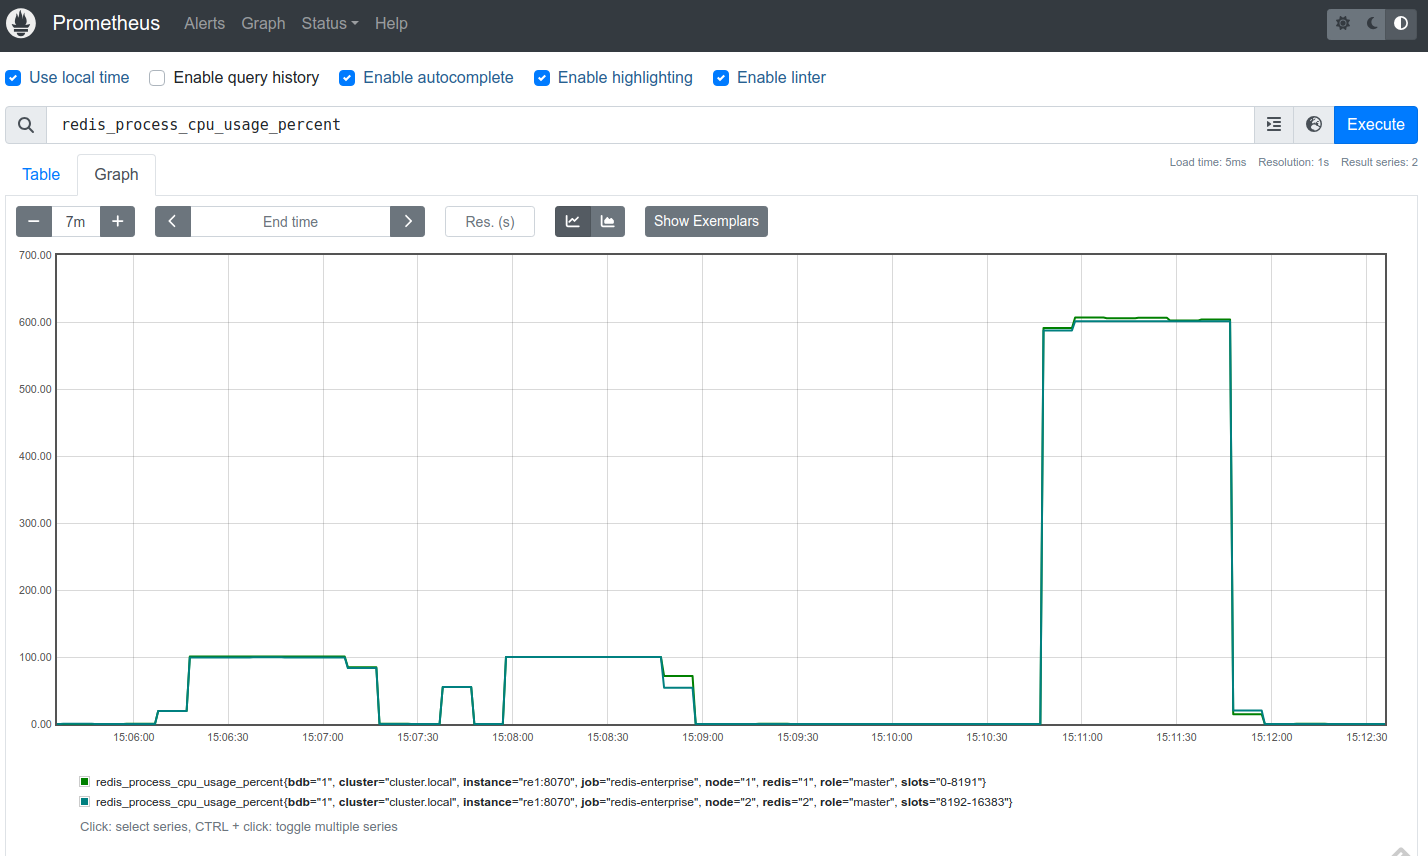 Prometheus Alerts Graph Status Help
Use local time Enable query history Enable autocomplete Enable highlighting Enable linter
redis_process_cpu_usage_percent Execute
Load time: 5ms Resolution: 1s Result series: 2
Table Graph
7m End time Res. (s) Show Exemplars
700.00
600.00
500.00
400.00
300.00
200.00
100.00
0.00
15:06:00 15:06:30 15:07:00 15:07:30 15:08:00 15:08:30 15:09:00 15:09:30 15:10:00 15:10:30 15:11:00 15:11:30 15:12:00 15:12:30
redis_process_cpu_usage_percent{bdb="1", cluster="cluster.local", instance="re1:8070", job="redis-enterprise", node="1", redis="1", role="master", slots="0-8191"}
redis_process_cpu_usage_percent{bdb="1", cluster="cluster.local", instance="re1:8070", job="redis-enterprise", node="2", redis="2", role="master", slots="8192-16383"}
Click: select series, CTRL + click: toggle multiple series